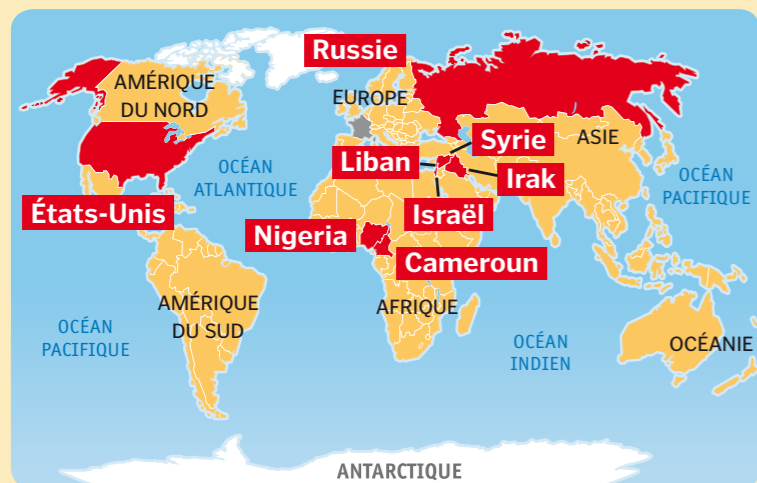 Russie
AMÉRIQUE
DU NORD
EUROPE
Syrie
ASIE
Liban
Irak
OCÉAN
ATLANTIQUE
OCÉAN
PACIFIQUE
États-Unis
Israël
Nigeria
Cameroun
AMÉRIQUE
DU SUD
AFRIQUE
OCÉAN
PACIFIQUE
OCÉAN
INDIEN
OCÉANIE
ANTARCTIQUE